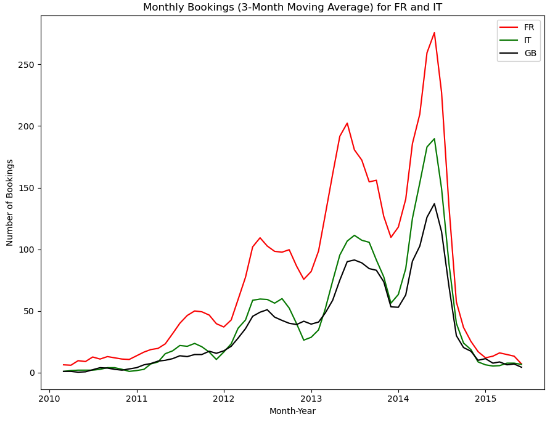 Monthly Bookings (3-Month Moving Average) for FR and IT
FR
IT
GB
Number of Bookings
250
200
150
100
50
0
2010
2011
2012
2013
2014
2015
Month-Year